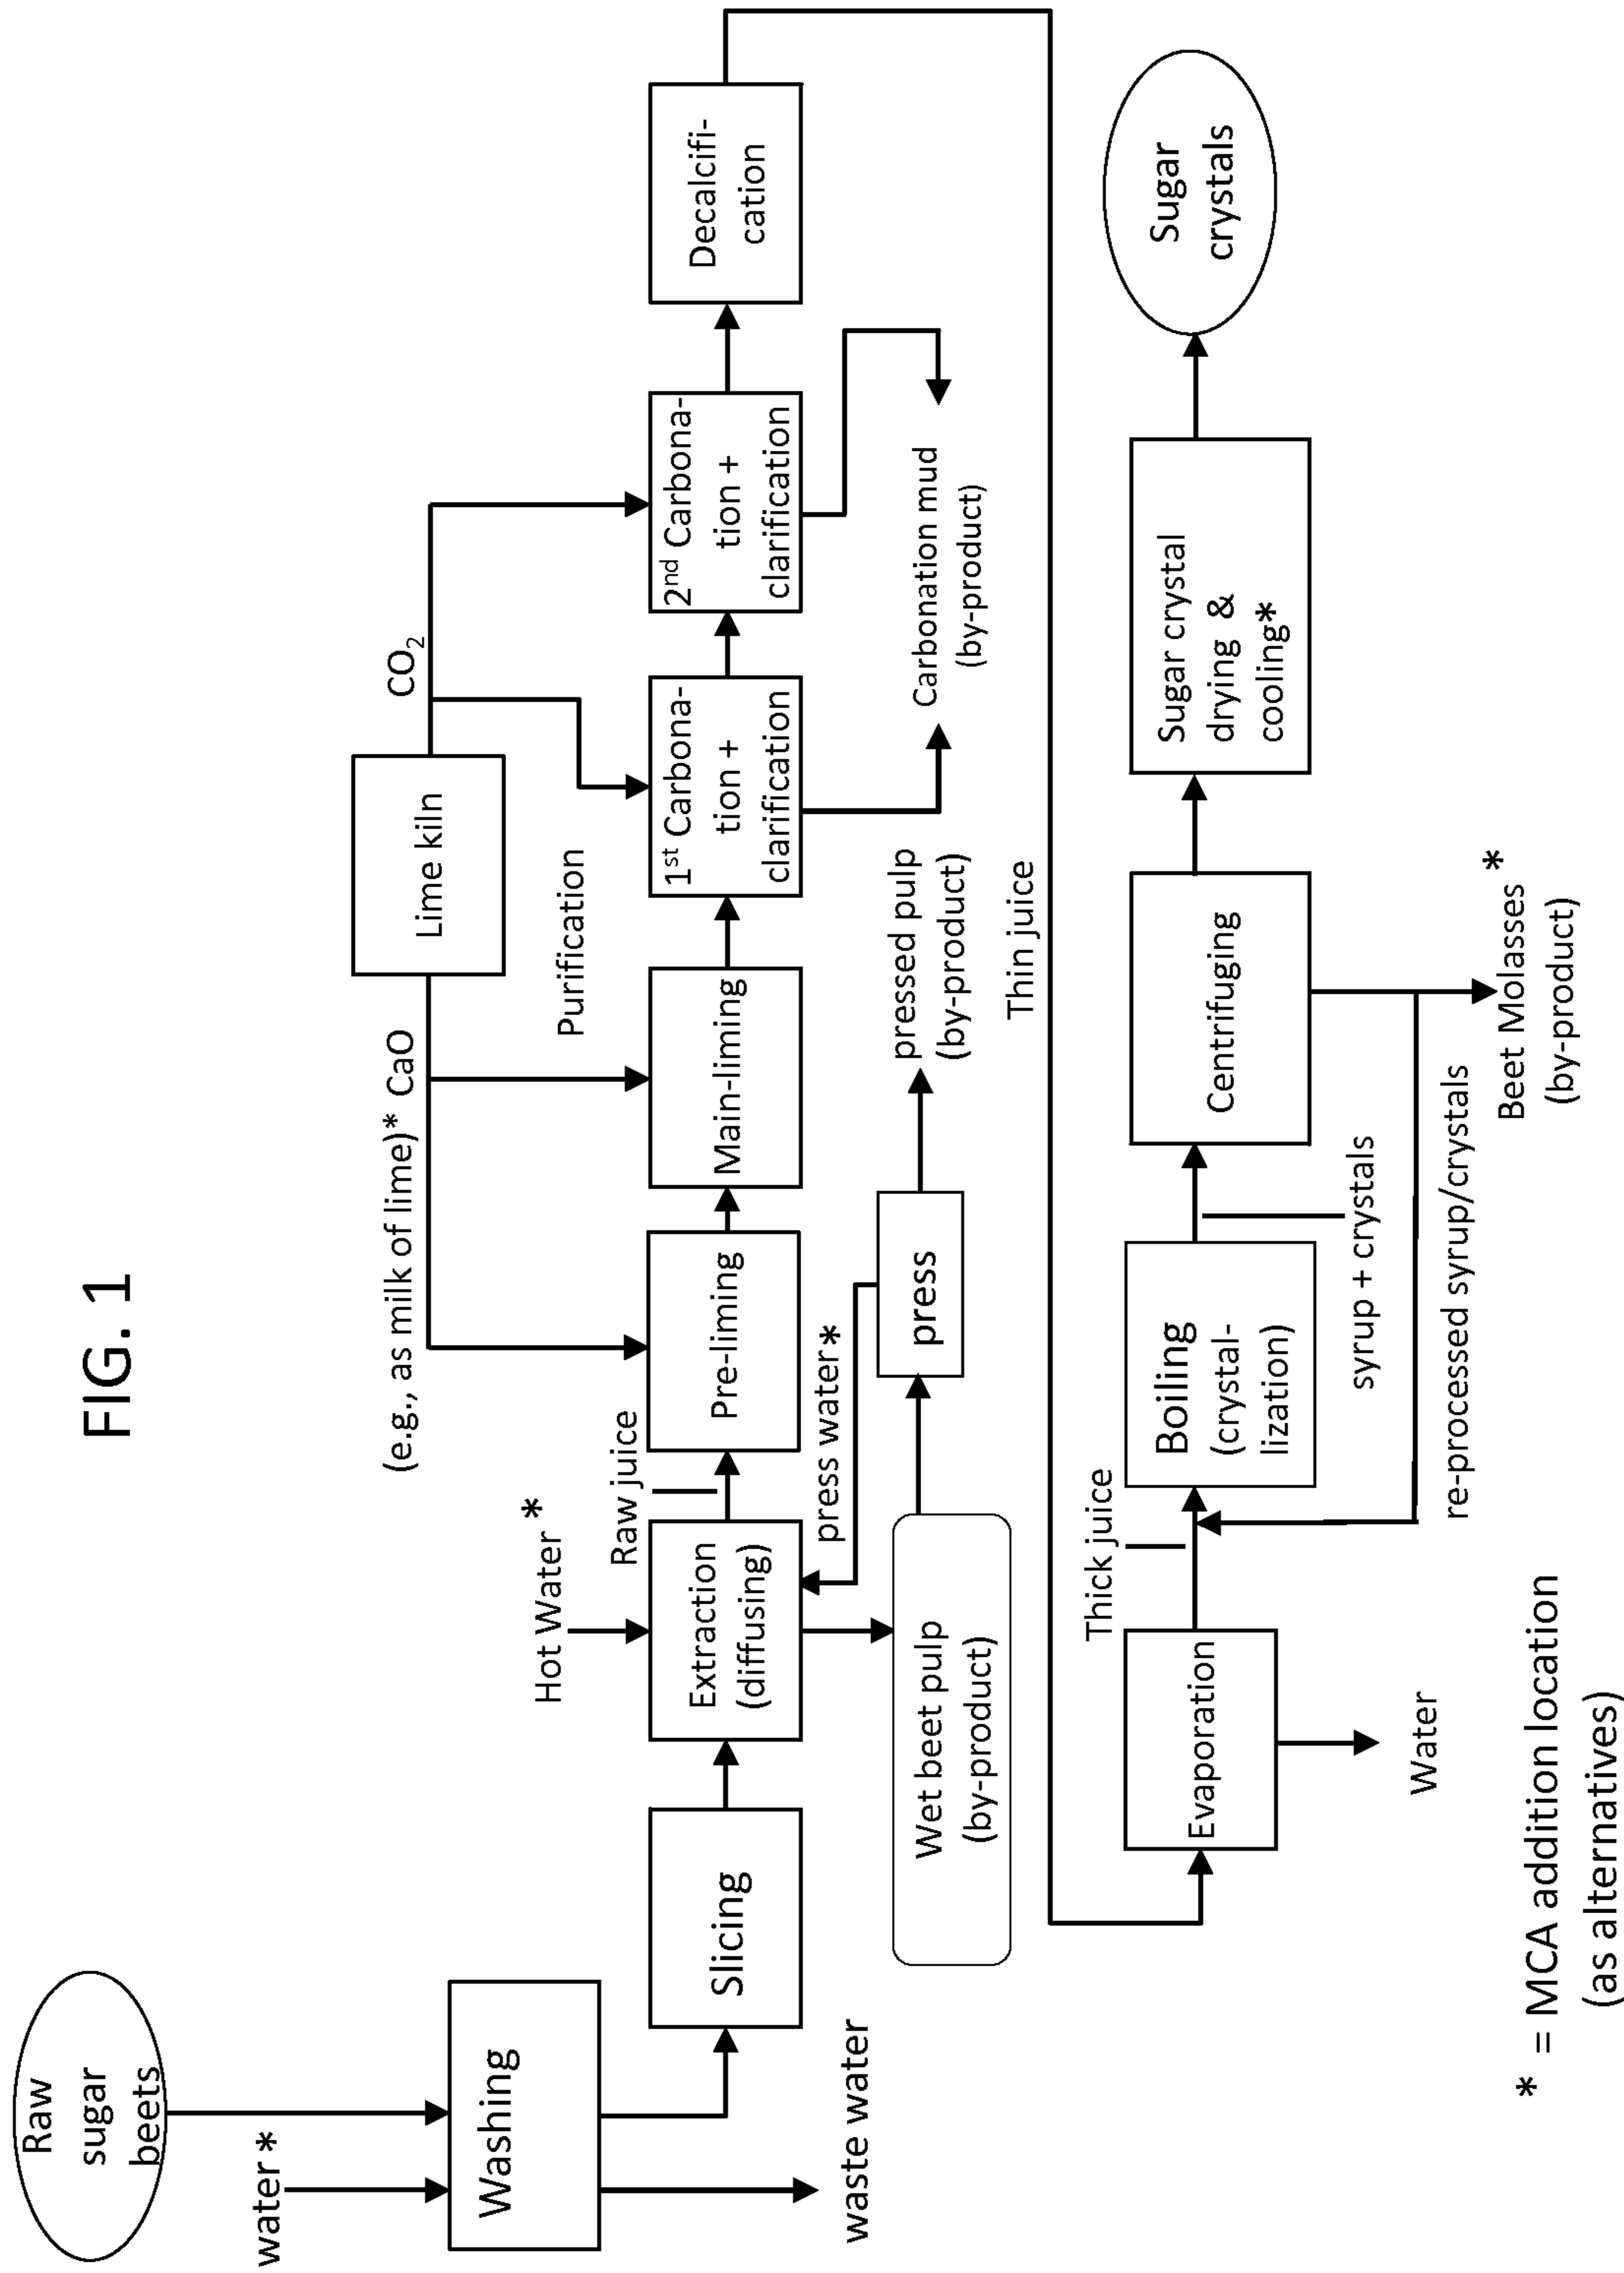 FIG. 1
Raw
sugar
beets
water *
Washing
waste water
Slicing
Hot Water *
Extraction
(diffusing)
Raw juice
press water*
Wet beet pulp
(by-product)
press
pressed pulp
(by-product)
(e.g., as milk of lime)* CaO
Lime kiln
CO2
Purification
Pre-liming
Main-liming
1st Carbona-
tion +
clarification
2nd Carbona-
tion +
clarification
Carbonation mud
(by-product)
Decalcifi-
cation
Thin juice
Evaporation
Water
Thick juice
Boiling
(crystal-
lization)
syrup + crystals
re-processed syrup/crystals
Centrifuging
Beet Molasses *
(by-product)
Sugar crystal
drying &
cooling*
Sugar
crystals
* = MCA addition location
(as alternatives)